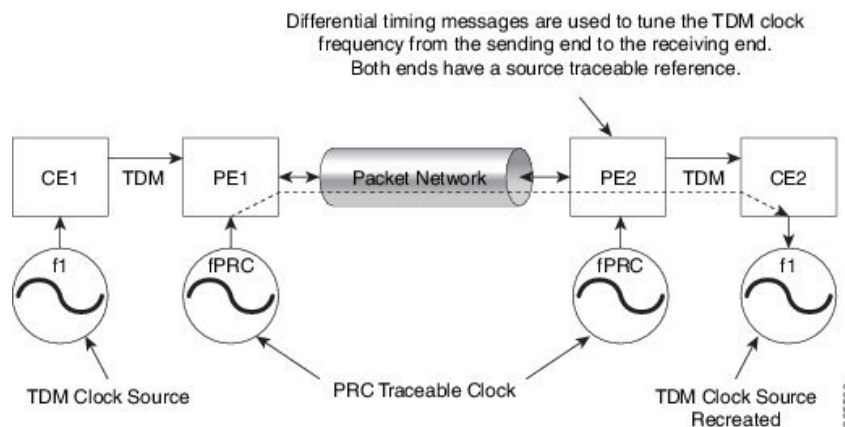 Differential timing messages are used to tune the TDM clock
frequency from the sending end to the receiving end.
Both ends have a source traceable reference.
CE1
TDM
PE1
Packet Network
PE2
TDM
CE2
f1
fPRC
fPRC
f1
TDM Clock Source
PRC Traceable Clock
TDM Clock Source
Recreated